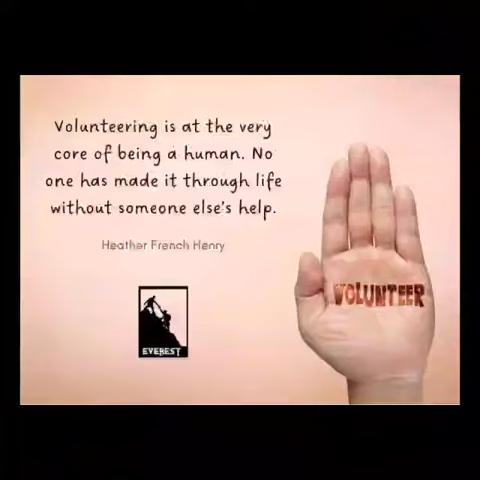 Volunteering is at the very
core of being a human. No
one has made it through life
without someone else's help.
Heather French Henry
VOLUNTEER
EVEREST